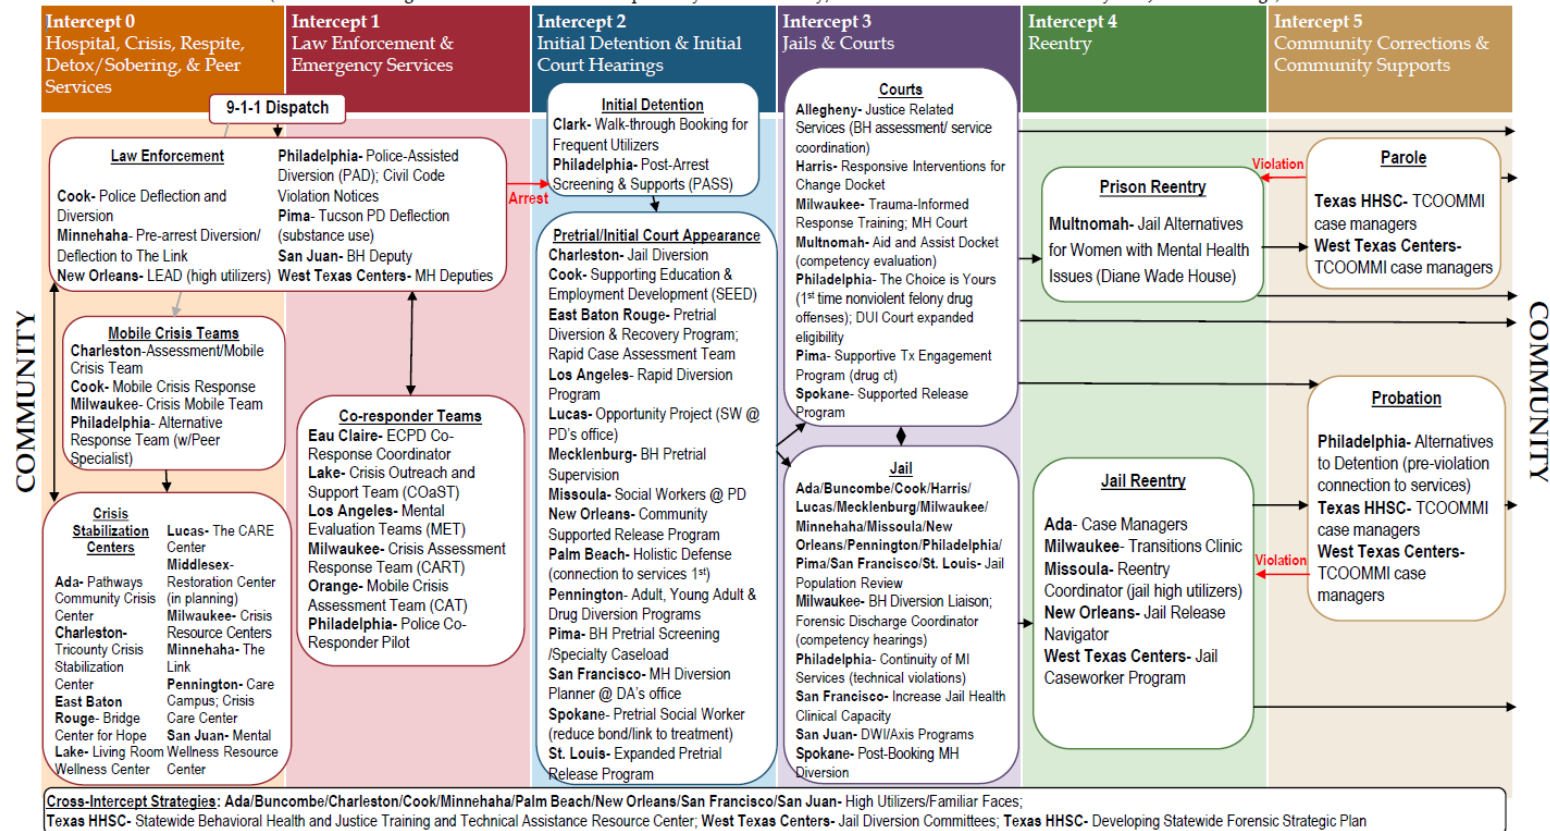 Intercept 0
Hospital, Crisis, Respite,
Detox/Sobering, & Peer
Services
Intercept 1
Law Enforcement &
Emergency Services
Intercept 2
Initial Detention & Initial
Court Hearings
Intercept 3
Jails & Courts
Intercept 4
Reentry
Intercept 5
Community Corrections &
Community Supports
COMMUNITY
9-1-1 Dispatch
Law Enforcement
Cook- Police Deflection and
Diversion
Minnehaha- Pre-arrest Diversion/
Deflection to The Link
New Orleans- LEAD (high utilizers)
Philadelphia- Police-Assisted
Diversion (PAD); Civil Code
Violation Notices
Pima- Tucson PD Deflection
(substance use)
San Juan- BH Deputy
West Texas Centers- MH Deputies
Arrest
Mobile Crisis Teams
Charleston-Assessment/Mobile
Crisis Team
Cook- Mobile Crisis Response
Milwaukee- Crisis Mobile Team
Philadelphia- Alternative
Response Team (w/Peer
Specialist)
Crisis
Stabilization
Centers
Ada- Pathways
Community Crisis
Center
Charleston-
Tricounty Crisis
Stabilization
Center
East Baton
Rouge- Bridge
Center for Hope
Lake- Living Room
Wellness Center
Lucas- The CARE
Center
Middlesex-
Restoration Center
(in planning)
Milwaukee- Crisis
Resource Centers
Minnehaha- The
Link
Pennington- Care
Campus; Crisis
Care Center
San Juan- Mental
Wellness Resource
Center
Co-responder Teams
Eau Claire- ECPD Co-
Response Coordinator
Lake- Crisis Outreach and
Support Team (COaST)
Los Angeles- Mental
Evaluation Teams (MET)
Milwaukee- Crisis Assessment
Response Team (CART)
Orange- Mobile Crisis
Assessment Team (CAT)
Philadelphia- Police Co-
Responder Pilot
Initial Detention
Clark- Walk-through Booking for
Frequent Utilizers
Philadelphia- Post-Arrest
Screening & Supports (PASS)
Pretrial/Initial Court Appearance
Charleston- Jail Diversion
Cook- Supporting Education &
Employment Development (SEED)
East Baton Rouge- Pretrial
Diversion & Recovery Program;
Rapid Case Assessment Team
Los Angeles- Rapid Diversion
Program
Lucas- Opportunity Project (SW @
PD's office)
Mecklenburg- BH Pretrial
Supervision
Missoula- Social Workers @ PD
New Orleans- Community
Supported Release Program
Palm Beach- Holistic Defense
(connection to services 1st)
Pennington- Adult, Young Adult &
Drug Diversion Programs
Pima- BH Pretrial Screening
/Specialty Caseload
San Francisco- MH Diversion
Planner @ DA's office
Spokane- Pretrial Social Worker
(reduce bond/link to treatment)
St. Louis- Expanded Pretrial
Release Program
Courts
Allegheny- Justice Related
Services (BH assessment/ service
coordination)
Harris- Responsive Interventions for
Change Docket
Milwaukee- Trauma-Informed
Response Training; MH Court
Multnomah- Aid and Assist Docket
(competency evaluation)
Philadelphia- The Choice is Yours
(1st time nonviolent felony drug
offenses); DUI Court expanded
eligibility
Pima- Supportive Tx Engagement
Program (drug ct)
Spokane- Supported Release
Program
Jail
Ada/Buncombe/Cook/Harris/
Lucas/Mecklenburg/Milwaukee/
Minnehaha/Missoula/New
Orleans/Pennington/Philadelphia/
Pima/San Francisco/St. Louis- Jail
Population Review
Milwaukee- BH Diversion Liaison;
Forensic Discharge Coordinator
(competency hearings)
Philadelphia- Continuity of MI
Services (technical violations)
San Francisco- Increase Jail Health
Clinical Capacity
San Juan- DWI/Axis Programs
Spokane- Post-Booking MH
Diversion
Prison Reentry
Multnomah- Jail Alternatives
for Women with Mental Health
Issues (Diane Wade House)
Jail Reentry
Ada- Case Managers
Milwaukee- Transitions Clinic
Missoula- Reentry
Coordinator (jail high utilizers)
New Orleans- Jail Release
Navigator
West Texas Centers- Jail
Caseworker Program
Violation
Parole
Texas HHSC- TCOOMMI
case managers
West Texas Centers-
TCOOMMI case managers
Probation
Philadelphia- Alternatives
to Detention (pre-violation
connection to services)
Texas HHSC- TCOOMMI
case managers
West Texas Centers-
TCOOMMI case
managers
Violation
COMMUNITY
Cross-Intercept Strategies: Ada/Buncombe/Charleston/Cook/Minnehaha/Palm Beach/New Orleans/San Francisco/San Juan- High Utilizers/Familiar Faces;
Texas HHSC- Statewide Behavioral Health and Justice Training and Technical Assistance Resource Center; West Texas Centers- Jail Diversion Committees; Texas HHSC- Developing Statewide Forensic Strategic Plan